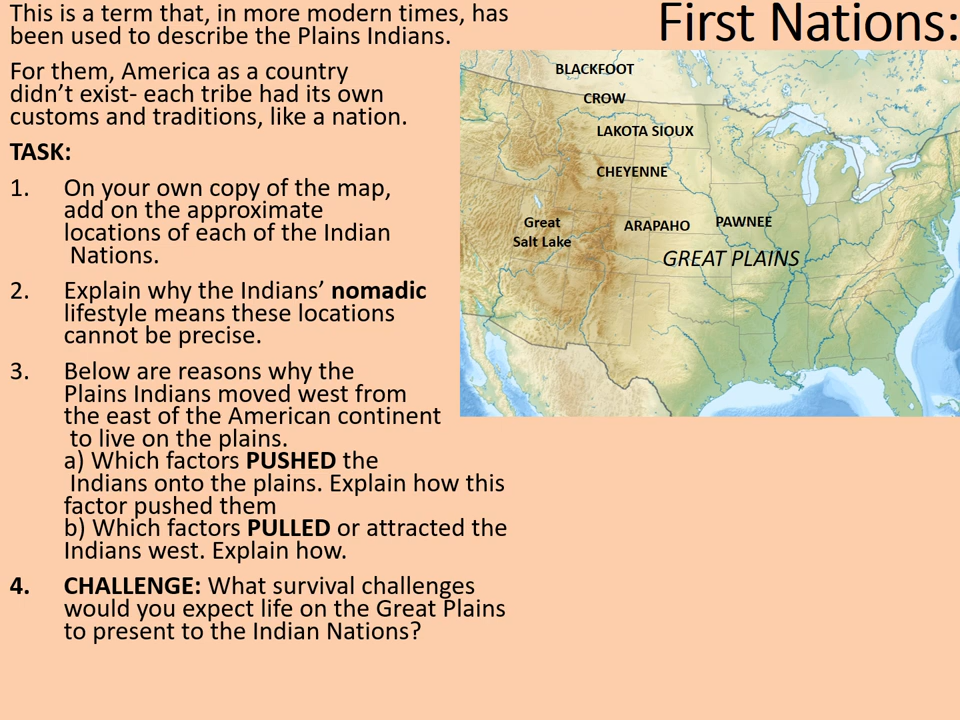 First Nations:
This is a term that, in more modern times, has
been used to describe the Plains Indians.
For them, America as a country
didn’t exist- each tribe had its own
customs and traditions, like a nation.
TASK:
1. On your own copy of the map,
add on the approximate
locations of each of the Indian
Nations.
2. Explain why the Indians’ nomadic
lifestyle means these locations
cannot be precise.
3. Below are reasons why the
Plains Indians moved west from
the east of the American continent
to live on the plains.
a) Which factors PUSHED the
Indians onto the plains. Explain how this
factor pushed them
b) Which factors PULLED or attracted the
Indians west. Explain how.
4. CHALLENGE: What survival challenges
would you expect life on the Great Plains
to present to the Indian Nations?
BLACKFOOT
CROW
LAKOTA SIOUX
CHEYENNE
Great
Salt Lake
ARAPAHO
PAWNEE
GREAT PLAINS